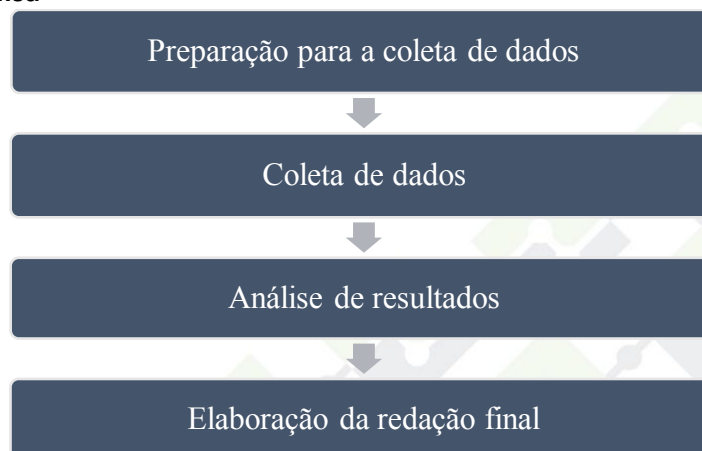 Preparação para a coleta de dados
Coleta de dados
Análise de resultados
Elaboração da redação final